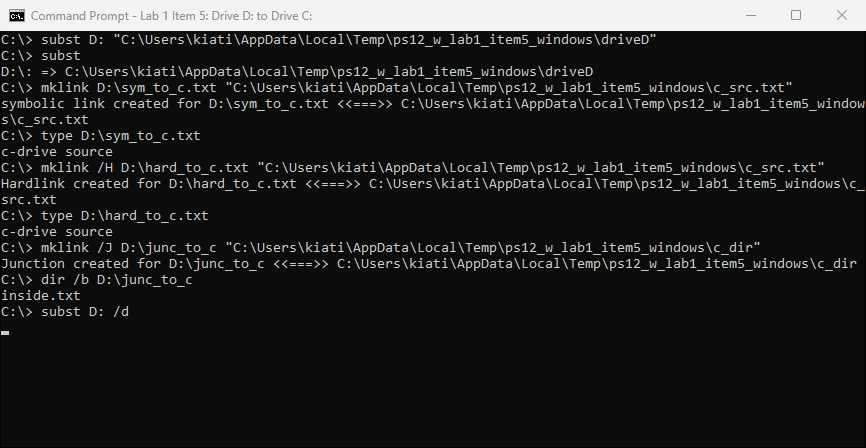 Command Prompt - Lab 1 Item 5: Drive D: to Drive C:
C:\> subst D: "C:\Users\kiati\AppData\Local\Temp\ps12_w_lab1_item5_windows\driveD"
C:\> subst
D:\: => C:\Users\kiati\AppData\Local\Temp\ps12_w_lab1_item5_windows\driveD
C:\> mklink D:\sym_to_c.txt "C:\Users\kiati\AppData\Local\Temp\ps12_w_lab1_item5_windows\c_src.txt"
symbolic link created for D:\sym_to_c.txt <<===>> C:\Users\kiati\AppData\Local\Temp\ps12_w_lab1_item5_window
s\c_src.txt
C:\> type D:\sym_to_c.txt
c-drive source
C:\> mklink /H D:\hard_to_c.txt "C:\Users\kiati\AppData\Local\Temp\ps12_w_lab1_item5_windows\c_src.txt"
Hardlink created for D:\hard_to_c.txt <<===>> C:\Users\kiati\AppData\Local\Temp\ps12_w_lab1_item5_windows\c_
src.txt
C:\> type D:\hard_to_c.txt
c-drive source
C:\> mklink /J D:\junc_to_c "C:\Users\kiati\AppData\Local\Temp\ps12_w_lab1_item5_windows\c_dir"
Junction created for D:\junc_to_c <<===>> C:\Users\kiati\AppData\Local\Temp\ps12_w_lab1_item5_windows\c_dir
C:\> dir /b D:\junc_to_c
inside.txt
C:\> subst D: /d